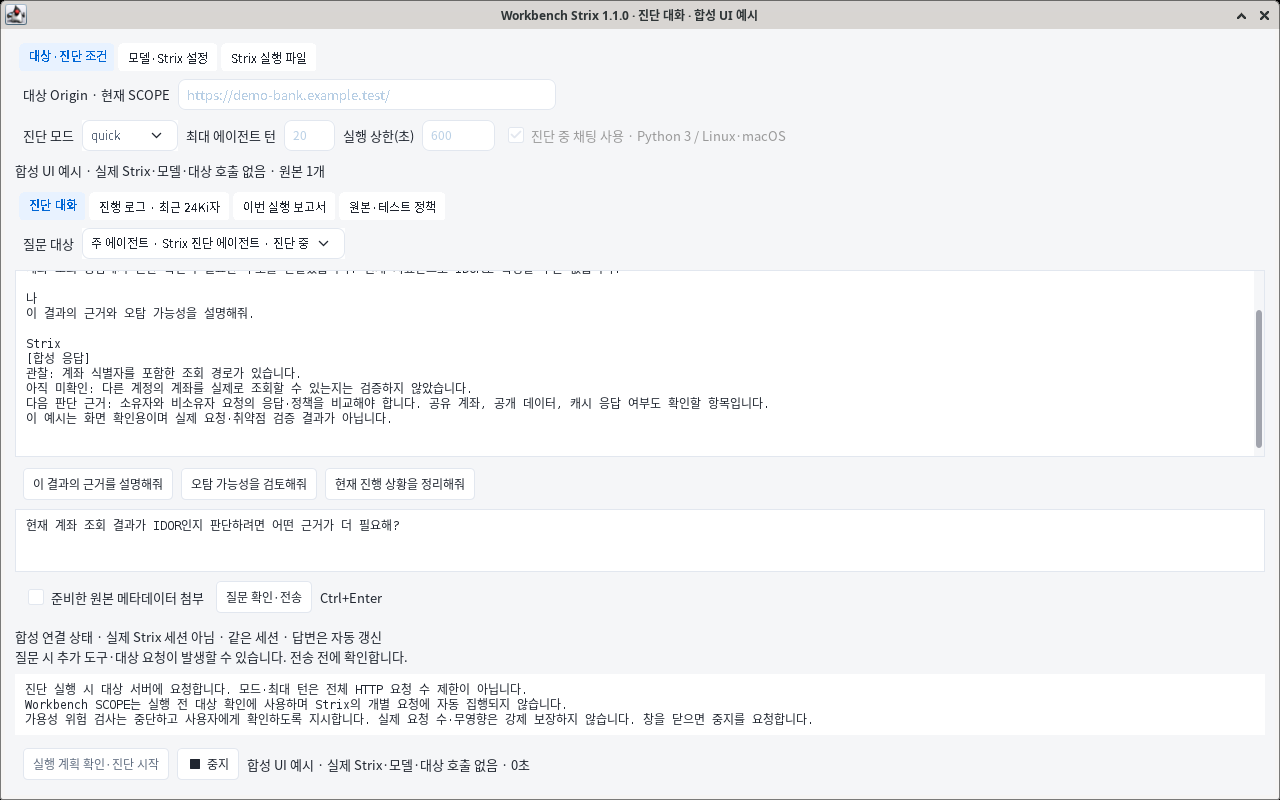 Workbench Strix 1.1.0 · 진단 대화 · 합성 UI 예시
대상 · 진단 조건 모델·Strix 설정 Strix 실행 파일
대상 Origin · 현재 SCOPE https://demo-bank.example.test/
진단 모드 quick 최대 에이전트 턴 20 실행 상한(초) 600 진단 중 채팅 사용 · Python 3 / Linux·macOS
합성 UI 예시 · 실제 Strix·모델·대상 호출 없음 · 원본 1개
진단 대화 진행 로그 · 최근 24Ki자 이번 실행 보고서 원본·테스트 정책
질문 대상 주 에이전트 · Strix 진단 에이전트 · 진단 중
나
이 결과의 근거와 오탐 가능성을 설명해줘.
Strix
[합성 응답]
관찰: 계좌 식별자를 포함한 조회 경로가 있습니다.
아직 미확인: 다른 계정의 계좌를 실제로 조회할 수 있는지는 검증하지 않았습니다.
다음 판단 근거: 소유자와 비소유자 요청의 응답·정책을 비교해야 합니다. 공유 계좌, 공개 데이터, 캐시 응답 여부도 확인할 항목입니다.
이 예시는 화면 확인용이며 실제 요청·취약점 검증 결과가 아닙니다.
이 결과의 근거를 설명해줘 오탐 가능성을 검토해줘 현재 진행 상황을 정리해줘
현재 계좌 조회 결과가 IDOR인지 판단하려면 어떤 근거가 더 필요해?
준비한 원본 메타데이터 첨부 질문 확인·전송 Ctrl+Enter
합성 연결 상태 · 실제 Strix 세션 아님 · 같은 세션 · 답변은 자동 갱신
질문 시 추가 도구·대상 요청이 발생할 수 있습니다. 전송 전에 확인합니다.
진단 실행 시 대상 서버에 요청합니다. 모드·최대 턴은 전체 HTTP 요청 수 제한이 아닙니다.
Workbench SCOPE는 실행 전 대상 확인에 사용하며 Strix의 개별 요청에 자동 집행되지 않습니다.
가용성 위험 검사는 중단하고 사용자에게 확인하도록 지시합니다. 실제 요청 수·무영향은 강제 보장하지 않습니다. 창을 닫으면 중지를 요청합니다.
실행 계획 확인·진단 시작 ■ 중지 합성 UI 예시 · 실제 Strix·모델·대상 호출 없음 · 0초